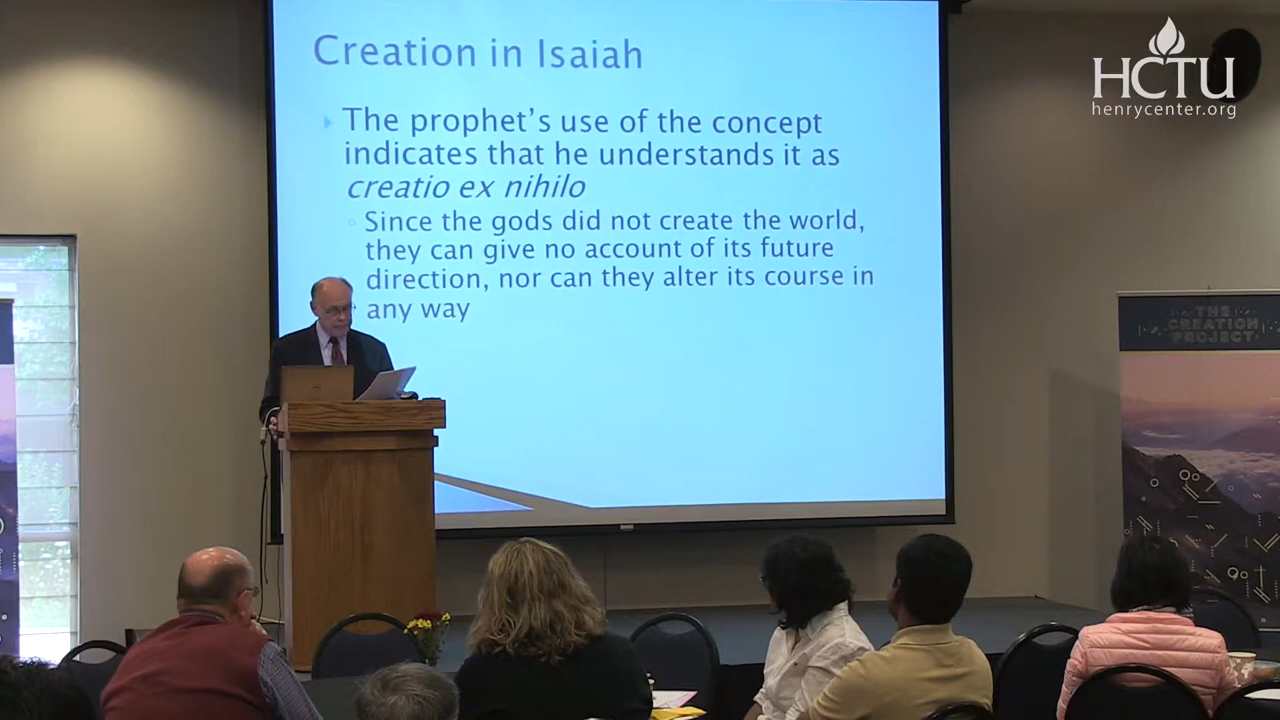 Creation in Isaiah
The prophet's use of the concept
indicates that he understands it as
creatio ex nihilo
Since the gods did not create the world,
they can give no account of its future
direction, nor can they alter its course in
any way
HCTU
henrycenter.org
THE
CREATION
PROJECT